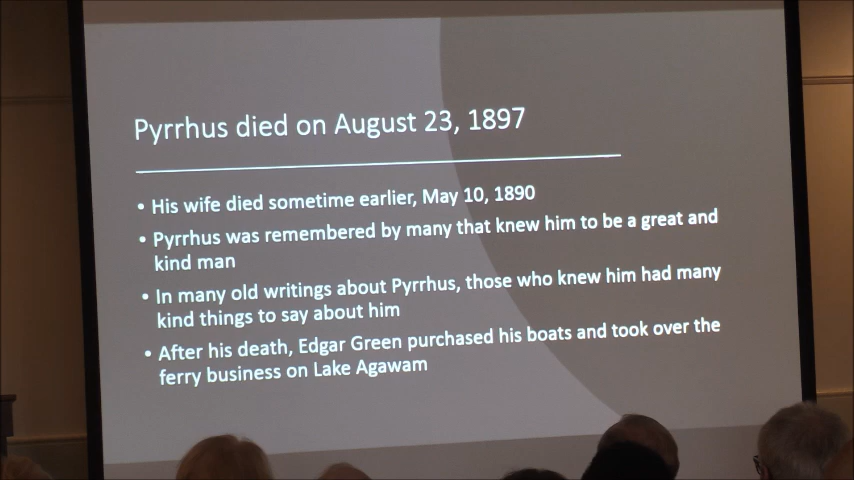 Pyrrhus died on August 23, 1897
• His wife died sometime earlier, May 10, 1890
• Pyrrhus was remembered by many that knew him to be a great and
kind man
• In many old writings about Pyrrhus, those who knew him had many
kind things to say about him
• After his death, Edgar Green purchased his boats and took over the
ferry business on Lake Agawam